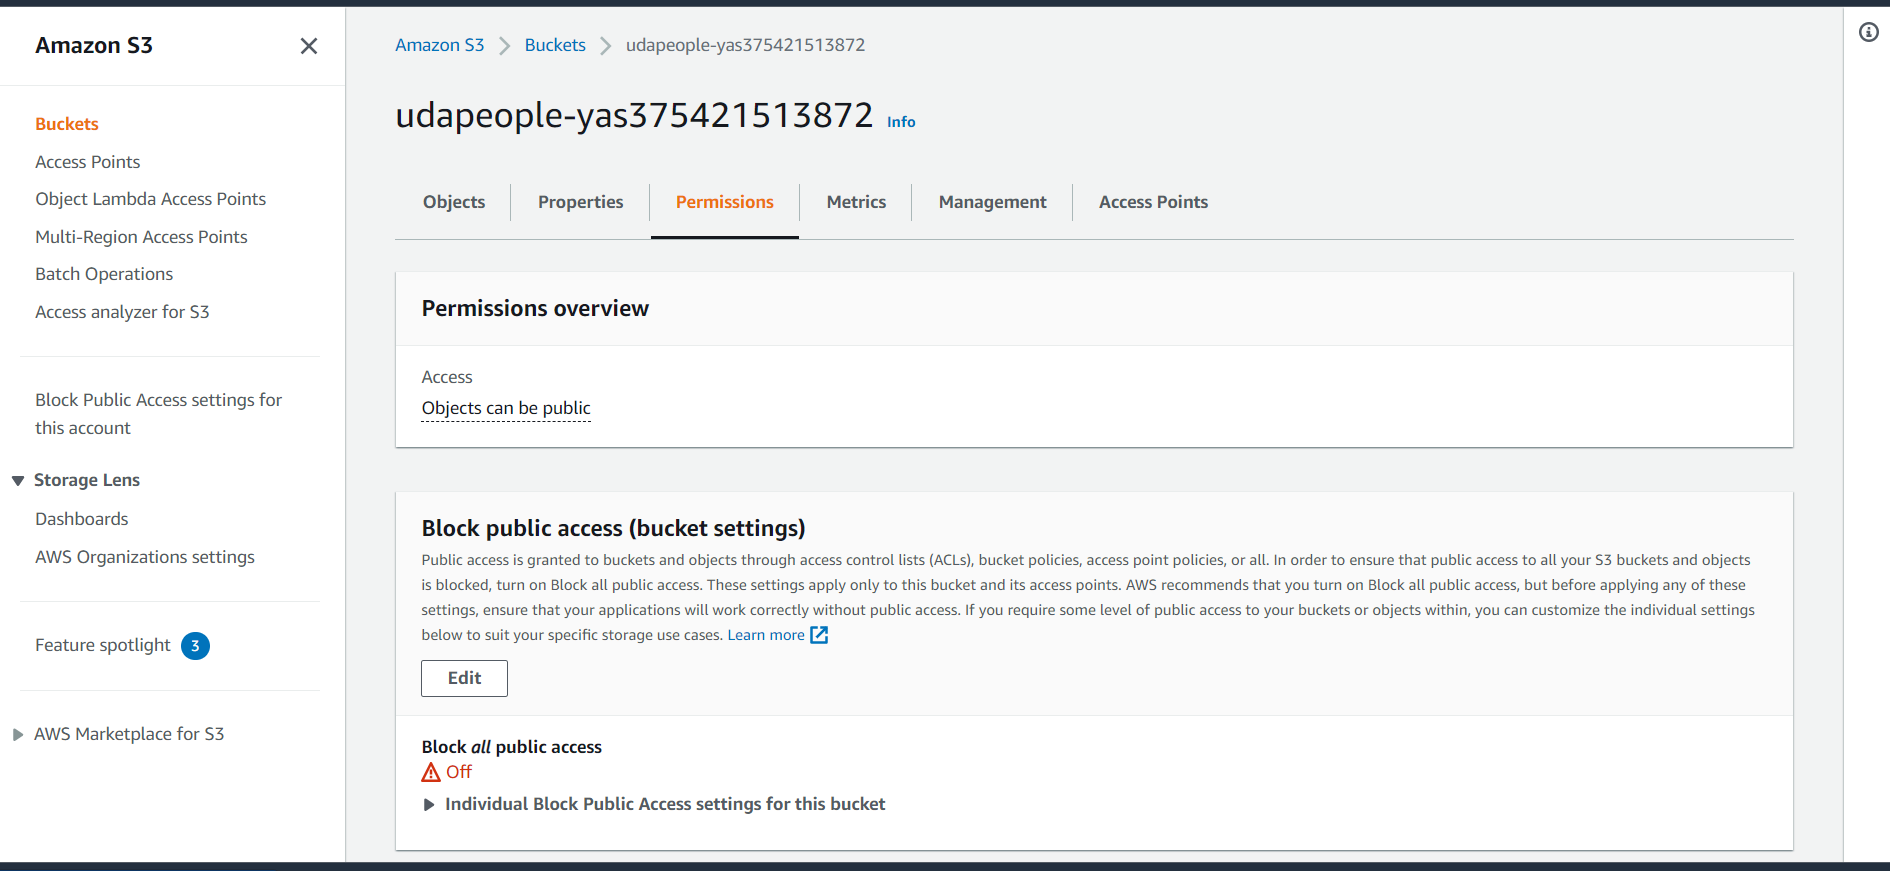 Amazon S3
Buckets
Access Points
Object Lambda Access Points
Multi-Region Access Points
Batch Operations
Access analyzer for S3
Block Public Access settings for
this account
Storage Lens
Dashboards
AWS Organizations settings
Feature spotlight 3
AWS Marketplace for S3
Amazon S3 Buckets udapeople-yas375421513872
udapeople-yas375421513872 Info
Objects Properties Permissions Metrics Management Access Points
Permissions overview
Access
Objects can be public
Block public access (bucket settings)
Public access is granted to buckets and objects through access control lists (ACLs), bucket policies, access point policies, or all. In order to ensure that public access to all your S3 buckets and objects
is blocked, turn on Block all public access. These settings apply only to this bucket and its access points. AWS recommends that you turn on Block all public access, but before applying any of these
settings, ensure that your applications will work correctly without public access. If you require some level of public access to your buckets or objects within, you can customize the individual settings
below to suit your specific storage use cases. Learn more
Edit
Block all public access
Off
Individual Block Public Access settings for this bucket